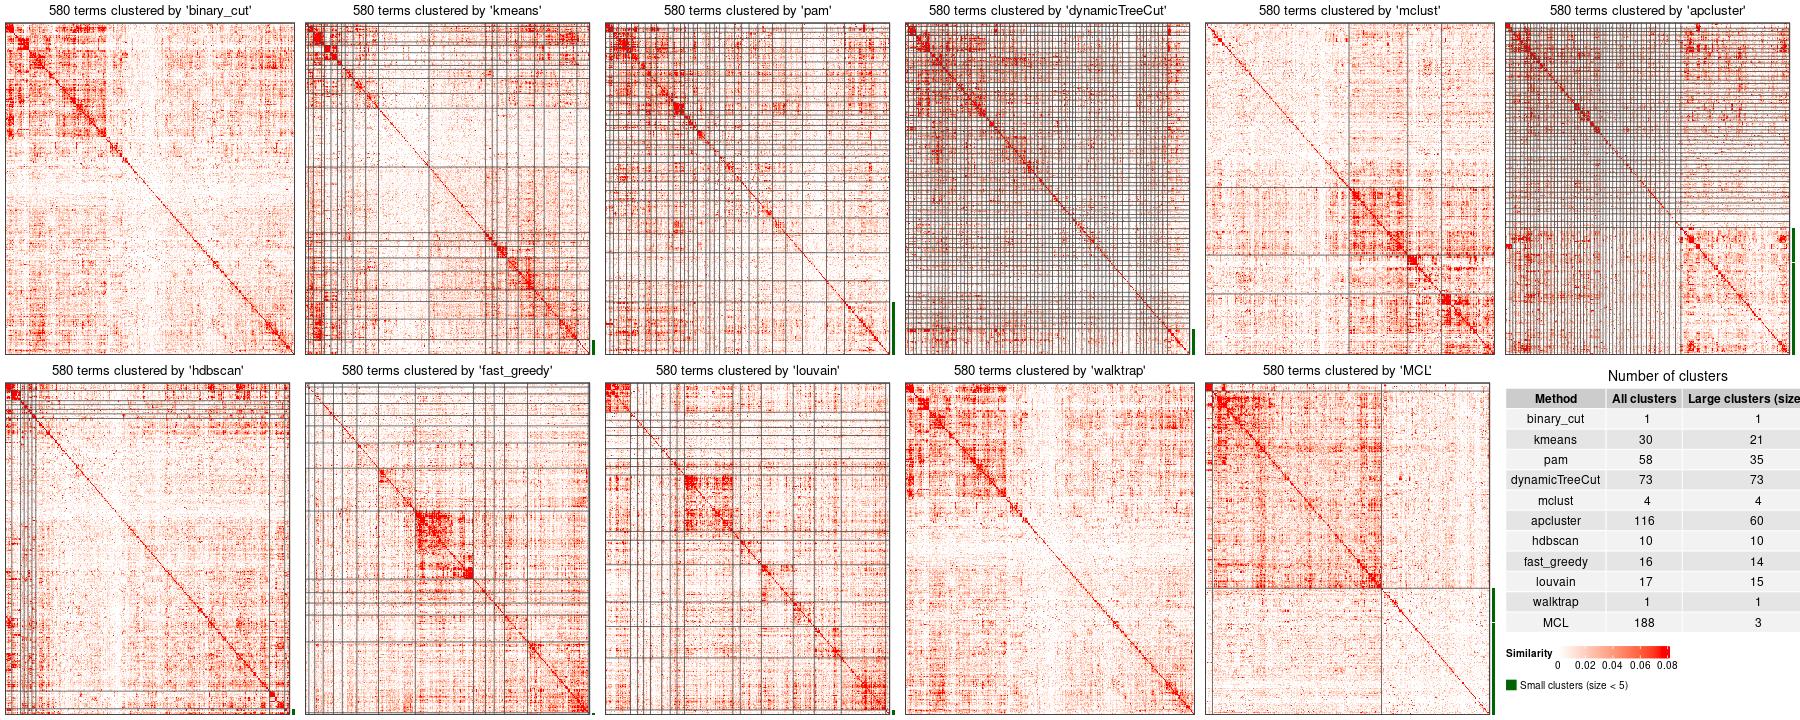 580 terms clustered by 'binary_cut'
580 terms clustered by 'kmeans'
580 terms clustered by 'pam'
580 terms clustered by 'dynamicTreeCut'
580 terms clustered by 'mclust'
580 terms clustered by 'apcluster'
580 terms clustered by 'hdbscan'
580 terms clustered by 'fast_greedy'
580 terms clustered by 'louvain'
580 terms clustered by 'walktrap'
580 terms clustered by 'MCL'
Number of clusters
Method All clusters Large clusters (size
binary_cut 1 1
kmeans 30 21
pam 58 35
dynamicTreeCut 73 73
mclust 4 4
apcluster 116 60
hdbscan 10 10
fast_greedy 16 14
louvain 17 15
walktrap 1 1
MCL 188 3
Similarity
0 0.02 0.04 0.06 0.08
Small clusters (size < 5)